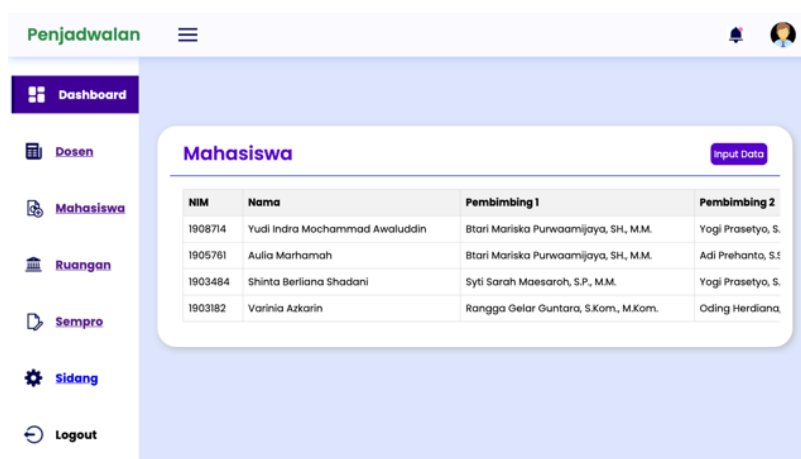 Penjadwalan
Dashboard
Dosen
Mahasiswa
Ruangan
Sempro
Sidang
Logout
Mahasiswa Input Data
NIM Nama Pembimbing 1 Pembimbing 2
1908714 Yudi Indra Mochammad Awaluddin Btari Mariska Purwaamijaya, SH., M.M. Yogi Prasetyo, S.
1905761 Aulia Marhamah Btari Mariska Purwaamijaya, SH., M.M. Adi Prehanto, S.S
1903484 Shinta Berliana Shadani Syti Sarah Maesaroh, S.P., M.M. Yogi Prasetyo, S.
1903182 Varinia Azkarin Rangga Gelar Guntara, S.Kom., M.Kom. Oding Herdiana,